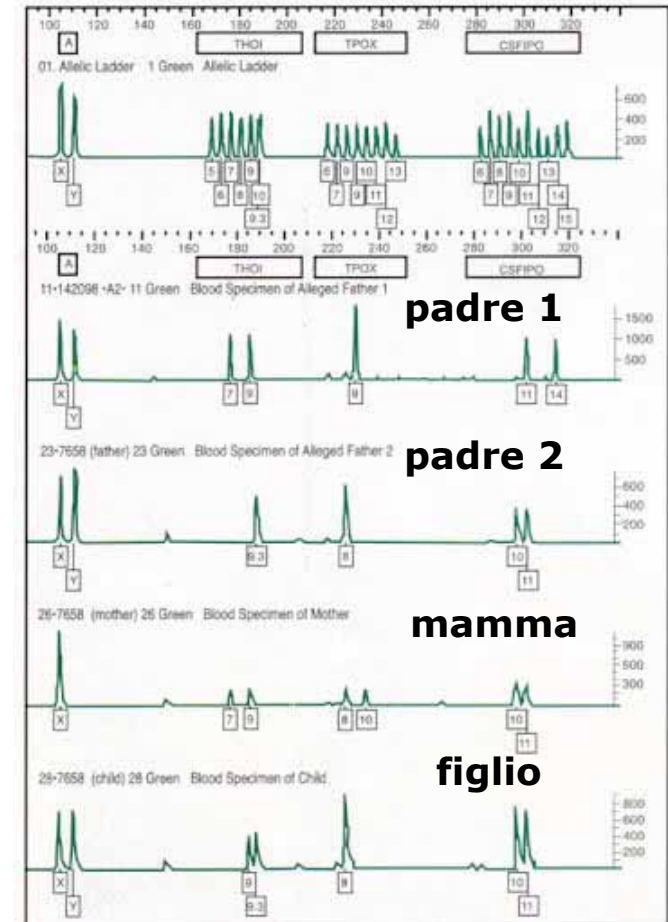 100 120 140 160 180 200 220 240 260 280 300 320
A THOI TPOX CSFIPO
01. Allelic Ladder 1 Green Allelic Ladder
600
400
200
X 5 7 9 6 8 10 13 6 8 10 13
Y 6 8 10 7 9 11 7 9 11 14
9.3 12 12 15
100 120 140 160 180 200 220 240 260 280 300 320
A THOI TPOX CSFIPO
11-142098 -A2- 11 Green Blood Specimen of Alleged Father 1
padre 1
1500
1000
500
X 7 9 9 11 14
Y
23-7658 (father) 23 Green Blood Specimen of Alleged Father 2
padre 2
600
400
200
X 9.3 8 10
Y 11
26-7658 (mother) 26 Green Blood Specimen of Mother
mamma
900
600
300
X 7 9 8 10 10
11
28-7658 (child) 28 Green Blood Specimen of Child
figlio
800
600
400
200
X 9 8 10
Y 9.3 11